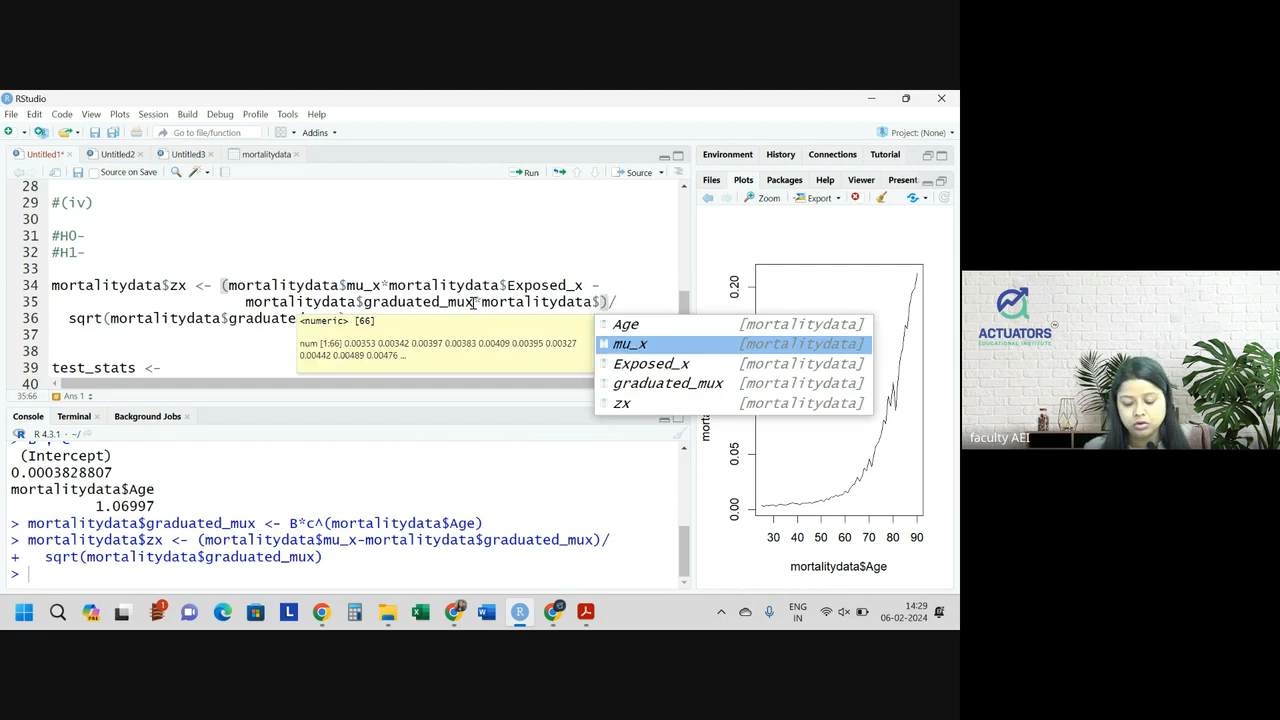 RStudio
File Edit Code View Plots Session Build Debug Profile Tools Help
Go to file/function Addins Project: (None)
Untitled1* Untitled2 Untitled3 mortalitydata
Source on Save Run Source
28
29 #(iv)
30
31 #H0-
32 #H1-
33
34 mortalitydata$zx <- (mortalitydata$mu_x*mortalitydata$Exposed_x -
35 mortalitydata$graduated_mux*mortalitydata$)/
36 sqrt(mortalitydata$graduate
37
38
39 test_stats <-
40
<numeric> [66]
num [1:66] 0.00353 0.00342 0.00397 0.00383 0.00409 0.00395 0.00327
0.00442 0.00489 0.00476 ...
Age [mortalitydata]
mu_x [mortalitydata]
Exposed_x [mortalitydata]
graduated_mux [mortalitydata]
zx [mortalitydata]
35:66 Ans 1
Console Terminal Background Jobs
R 4.3.1 · ~/
(Intercept)
0.0003828807
mortalitydata$Age
1.06997
> mortalitydata$graduated_mux <- B*c^(mortalitydata$Age)
> mortalitydata$zx <- (mortalitydata$mu_x-mortalitydata$graduated_mux)/
+ sqrt(mortalitydata$graduated_mux)
>
Environment History Connections Tutorial
Files Plots Packages Help Viewer Present
Zoom Export
0.20
0.05
0.00
30 40 50 60 70 80 90
mortalitydata$Age
ENG
IN
14:29
06-02-2024
ACTUATORS
EDUCATIONAL INSTITUTE
faculty AEI